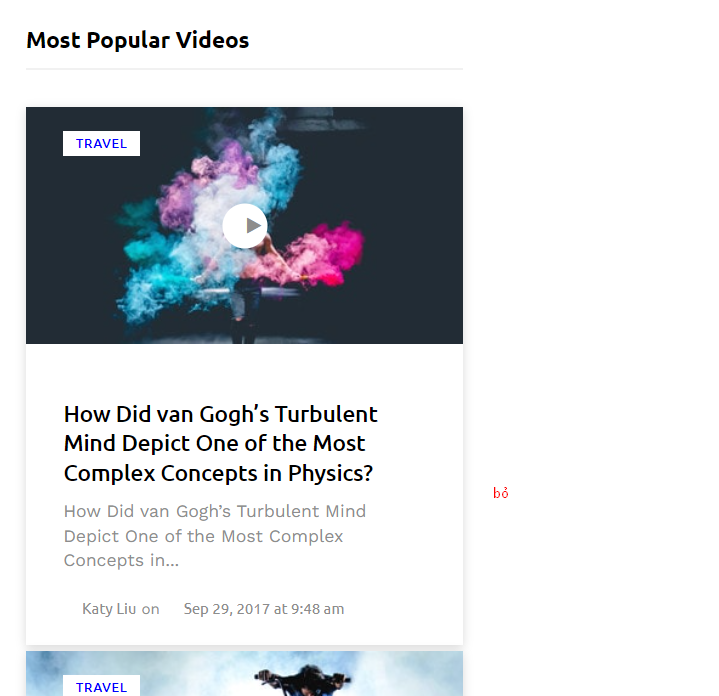 Most Popular Videos
TRAVEL
How Did van Gogh’s Turbulent
Mind Depict One of the Most
Complex Concepts in Physics?
bỏ
How Did van Gogh’s Turbulent Mind
Depict One of the Most Complex
Concepts in...
Katy Liu on Sep 29, 2017 at 9:48 am
TRAVEL